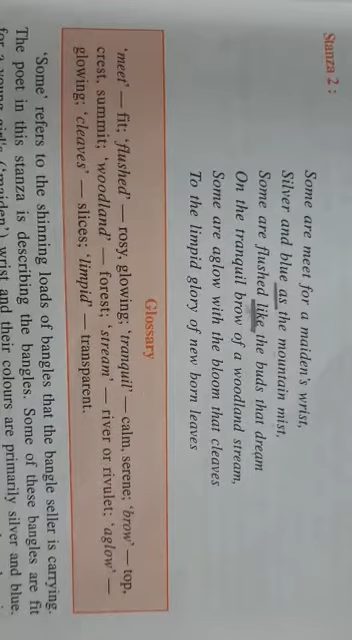 Stanza 2 :
Some are meet for a maiden's wrist,
Silver and blue as the mountain mist,
Some are flushed like the buds that dream
On the tranquil brow of a woodland stream,
Some are aglow with the bloom that cleaves
To the limpid glory of new born leaves
Glossary
'meet' — fit; 'flushed' — rosy, glowing; 'tranquil' — calm, serene; 'brow' — top,
crest, summit; 'woodland' — forest; 'stream' — river or rivulet; 'aglow' —
glowing; 'cleaves' — slices; 'limpid' — transparent.
'Some' refers to the shinning loads of bangles that the bangle seller is carrying.
The poet in this stanza is describing the bangles. Some of these bangles are fit
for a young girl's ('maiden') wrist and their colours are primarily silver and blue.